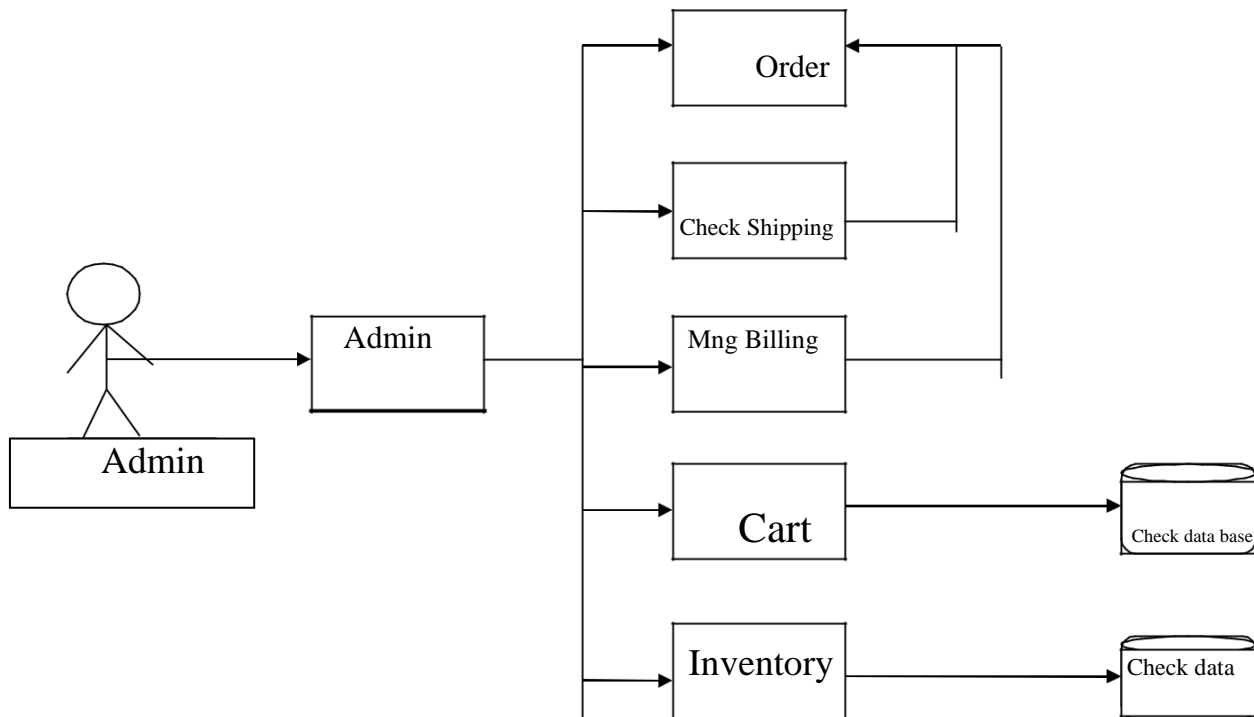 Order
Check Shipping
Admin
Mng Billing
Admin
Cart
Check data base
Inventory
Check data